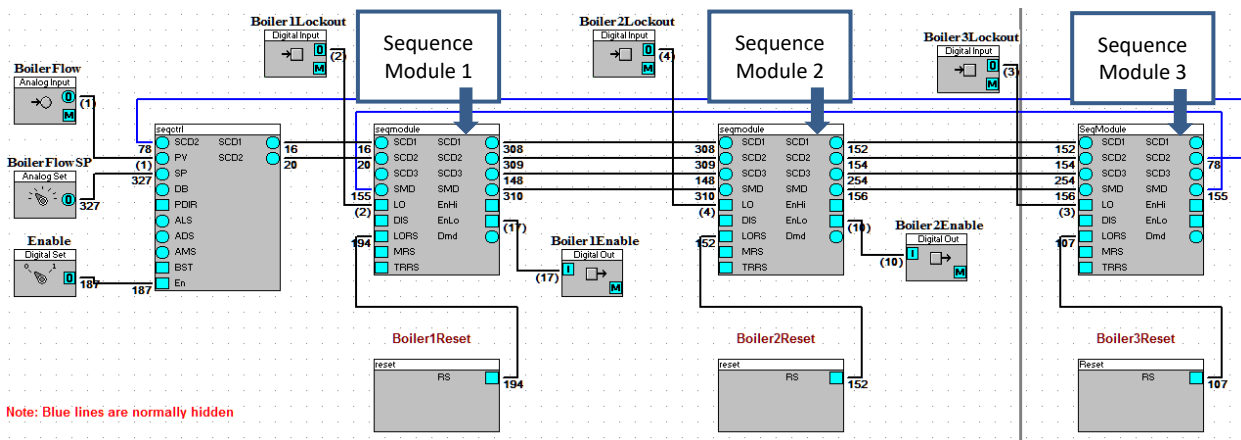 Boiler1Lockout
Digital Input
0
M
(2)
Sequence
Module 1
Boiler2Lockout
Digital Input
0
M
(4)
Sequence
Module 2
Boiler3Lockout
Digital Input
0
M
(3)
Sequence
Module 3
BoilerFlow
Analog Input
0
M
(1)
BoilerFlowSP
Analog Set
0
327
Enable
Digital Set
0 1
0
187
seqctrl
SCD2 SCD1
PV SCD2
SP
DB
PDIR
ALS
ADS
AMS
BST
En
78
(1)
327
187
16
20
seqmodule
SCD1 SCD1
SCD2 SCD2
SCD3 SCD3
SMD SMD
LO EnHi
DIS EnLo
LORS Dmd
MRS
TRRS
16
20
155
(2)
194
308
309
148
310
(17)
Boiler1Enable
Digital Out
I
M
(17)
seqmodule
SCD1 SCD1
SCD2 SCD2
SCD3 SCD3
SMD SMD
LO EnHi
DIS EnLo
LORS Dmd
MRS
TRRS
308
309
148
310
(4)
152
152
154
254
156
(10)
Boiler2Enable
Digital Out
I
M
(10)
SeqModule
SCD1 SCD1
SCD2 SCD2
SCD3 SCD3
SMD SMD
LO EnHi
DIS EnLo
LORS Dmd
MRS
TRRS
152
154
254
156
(3)
107
78
155
Boiler1Reset
reset
RS
194
Boiler2Reset
reset
RS
152
Boiler3Reset
Reset
RS
107
Note: Blue lines are normally hidden